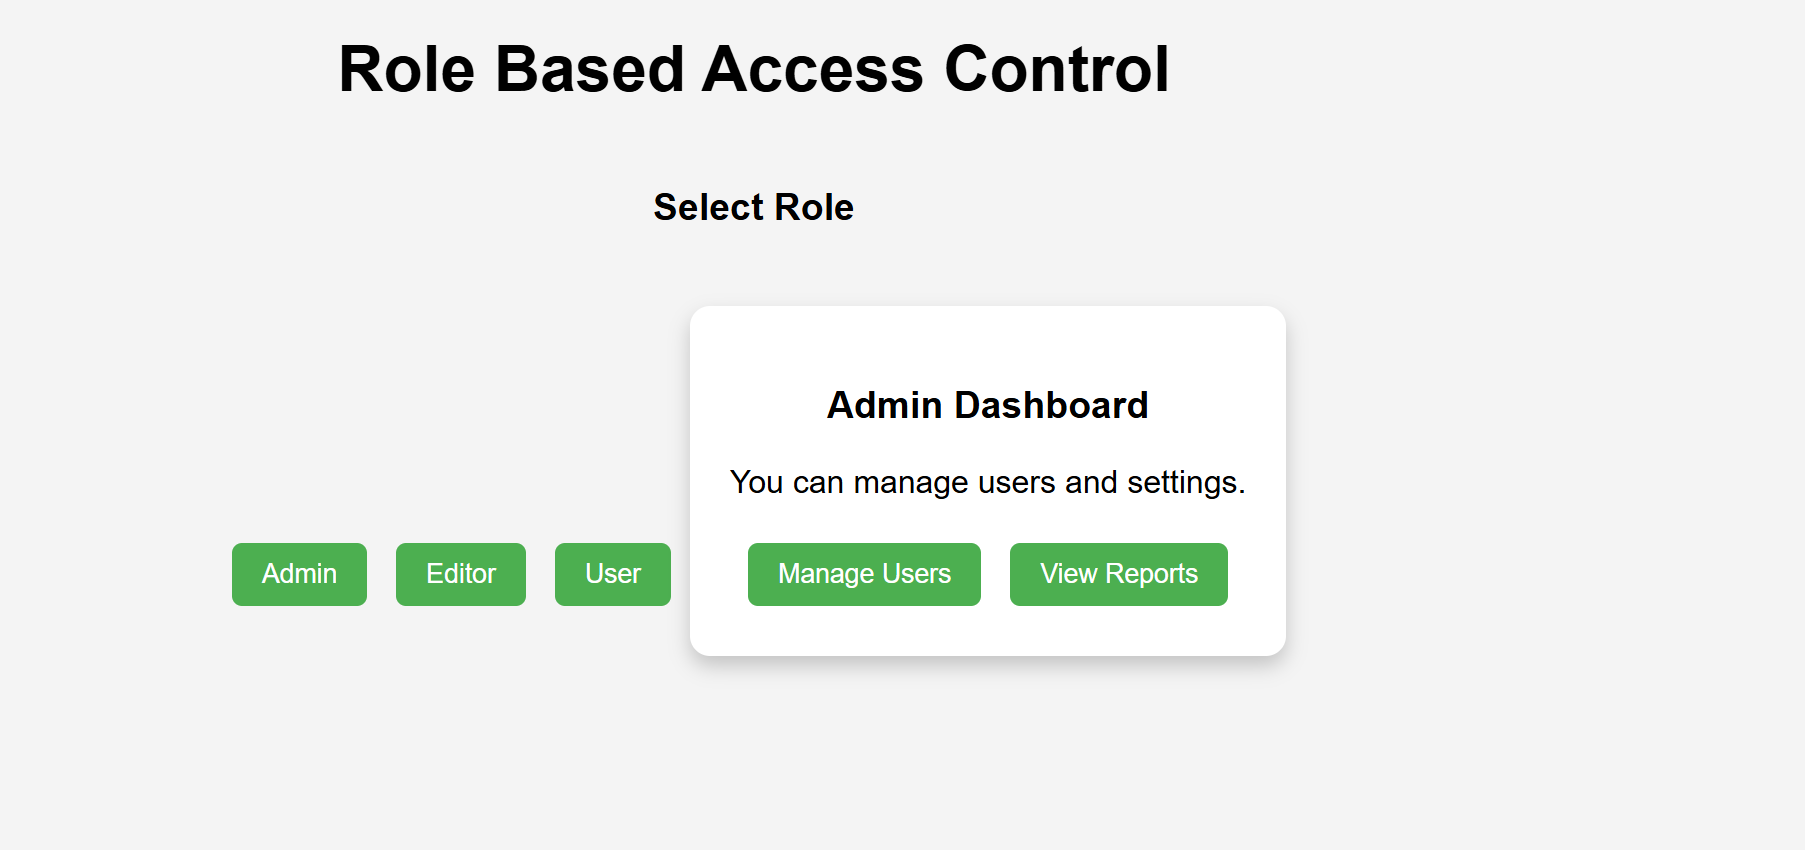 Role Based Access Control
Select Role
Admin Dashboard
You can manage users and settings.
Admin Editor User Manage Users View Reports